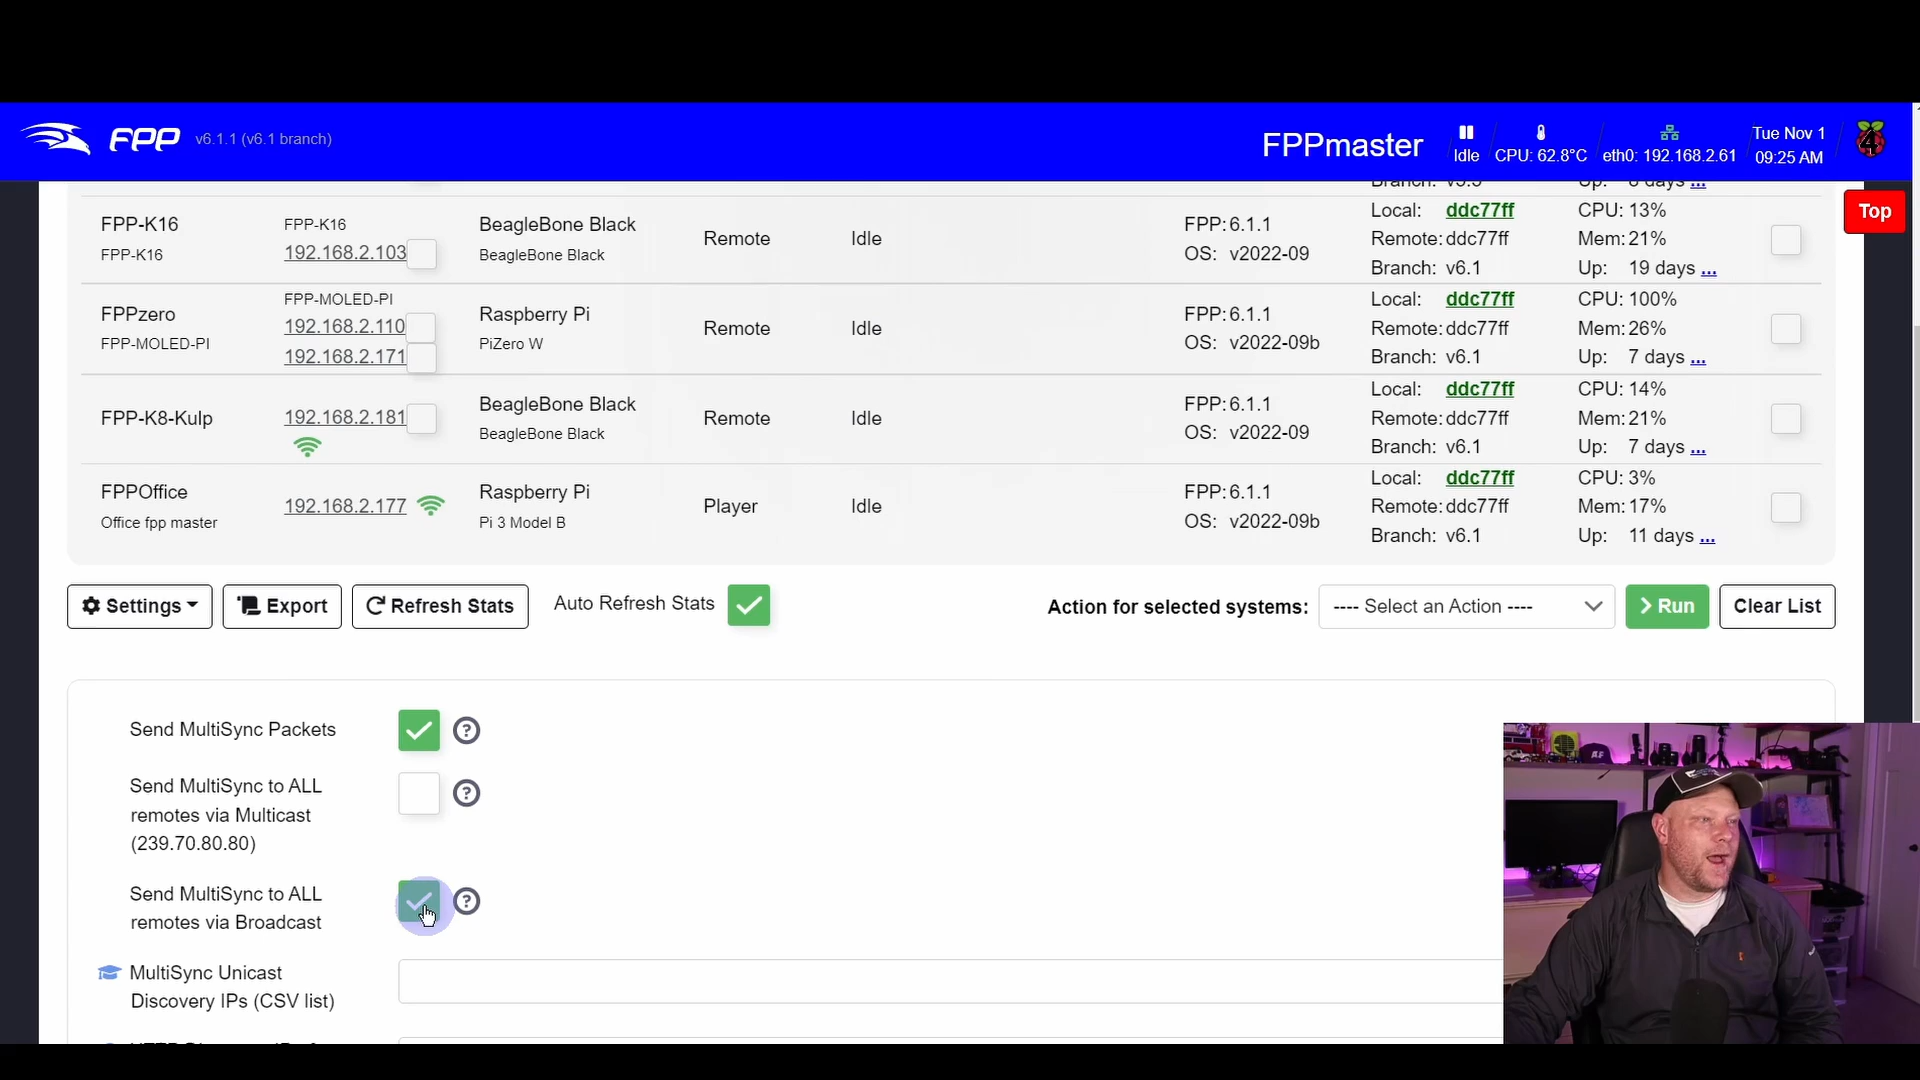 FPP v6.1.1 (v6.1 branch)
FPPmaster
Idle
CPU: 62.8°C
eth0: 192.168.2.61
Tue Nov 1
09:25 AM
4
Top
Up: 8 days ...
FPP-K16
FPP-K16
FPP-K16
192.168.2.103
BeagleBone Black
BeagleBone Black
Remote
Idle
FPP: 6.1.1
OS: v2022-09
Local: ddc77ff
Remote: ddc77ff
Branch: v6.1
CPU: 13%
Mem: 21%
Up: 19 days ...
FPPzero
FPP-MOLED-PI
FPP-MOLED-PI
192.168.2.110
192.168.2.171
Raspberry Pi
PiZero W
Remote
Idle
FPP: 6.1.1
OS: v2022-09b
Local: ddc77ff
Remote: ddc77ff
Branch: v6.1
CPU: 100%
Mem: 26%
Up: 7 days ...
FPP-K8-Kulp
192.168.2.181
BeagleBone Black
BeagleBone Black
Remote
Idle
FPP: 6.1.1
OS: v2022-09
Local: ddc77ff
Remote: ddc77ff
Branch: v6.1
CPU: 14%
Mem: 21%
Up: 7 days ...
FPPOffice
Office fpp master
192.168.2.177
Raspberry Pi
Pi 3 Model B
Player
Idle
FPP: 6.1.1
OS: v2022-09b
Local: ddc77ff
Remote: ddc77ff
Branch: v6.1
CPU: 3%
Mem: 17%
Up: 11 days ...
Settings
Export
Refresh Stats
Auto Refresh Stats
Action for selected systems:
---- Select an Action ----
Run
Clear List
Send MultiSync Packets
Send MultiSync to ALL
remotes via Multicast
(239.70.80.80)
Send MultiSync to ALL
remotes via Broadcast
MultiSync Unicast
Discovery IPs (CSV list)